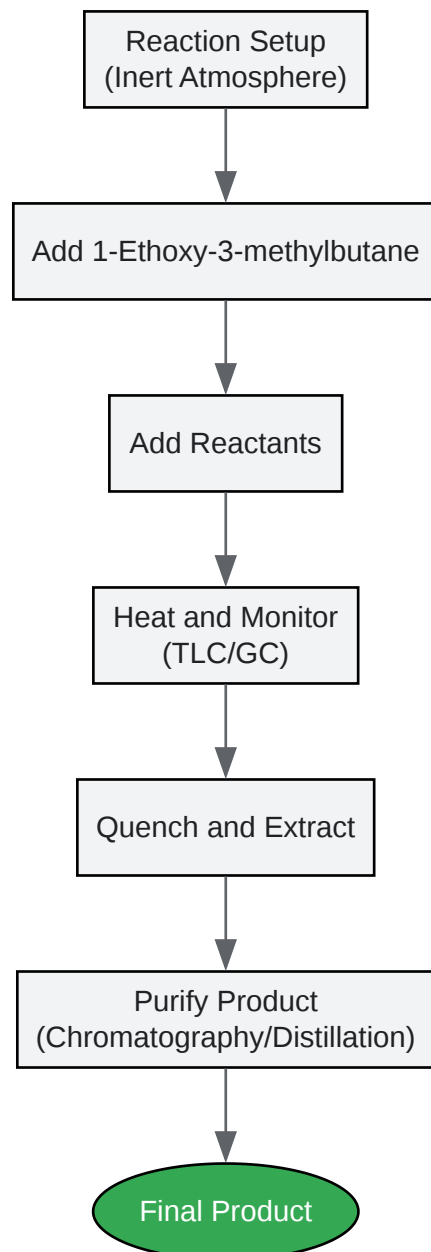 Reaction Setup
(Inert Atmosphere)
Add 1-Ethoxy-3-methylbutane
Add Reactants
Heat and Monitor
(TLC/GC)
Quench and Extract
Purify Product
(Chromatography/Distillation)
Final Product